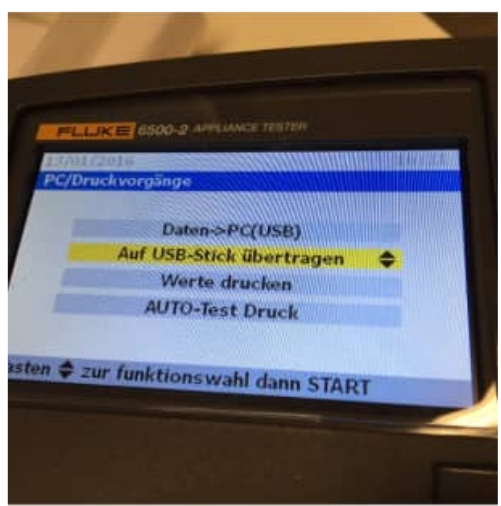 FLUKE 6500-2 APPLIANCE TESTER
13/01/2016
PC/Druckvorgänge
Daten->PC(USB)
Auf USB-Stick übertragen
Werte drucken
AUTO-Test Druck
asten zur funktionswahl dann START